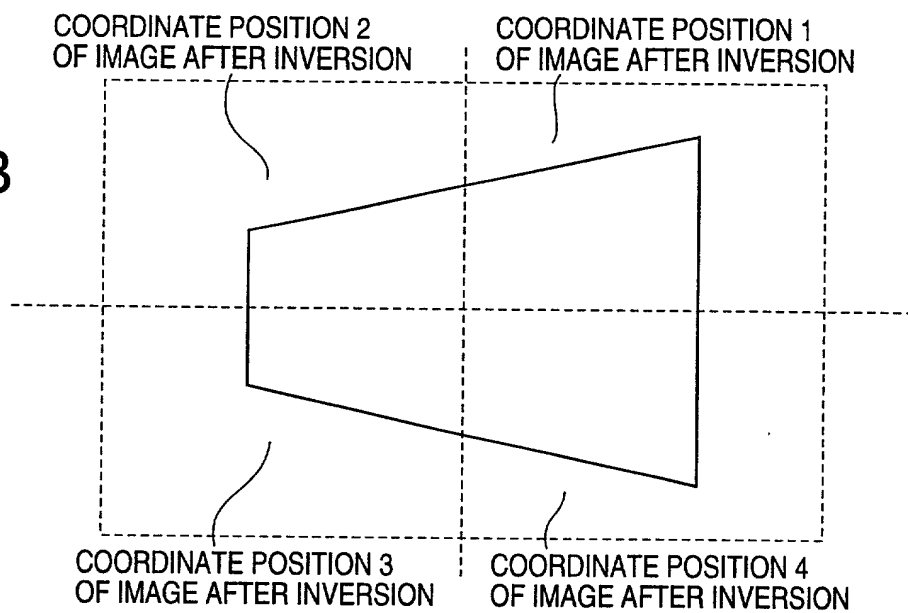 COORDINATE POSITION 2
OF IMAGE AFTER INVERSION
COORDINATE POSITION 1
OF IMAGE AFTER INVERSION
COORDINATE POSITION 3
OF IMAGE AFTER INVERSION
COORDINATE POSITION 4
OF IMAGE AFTER INVERSION